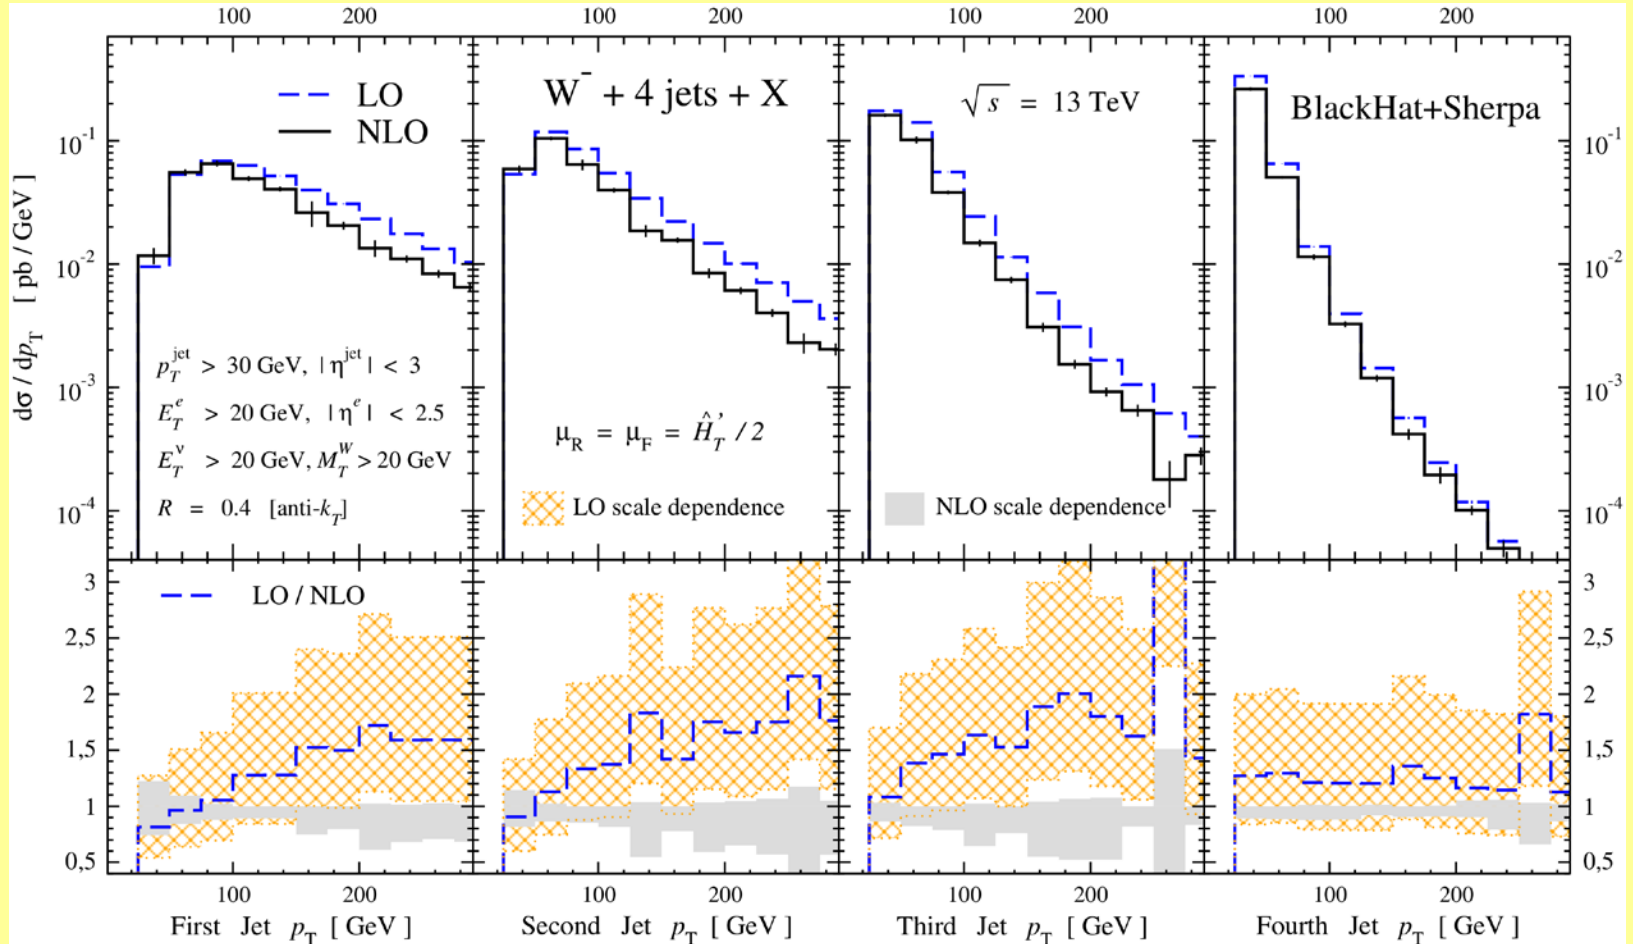 100 200 100 200 100 200 100 200
LO
NLO
W⁻ + 4 jets + X
√s = 13 TeV
BlackHat+Sherpa
dσ / dp_T [ pb / GeV ]
10⁻¹ 10⁻¹
10⁻² 10⁻²
10⁻³ 10⁻³
10⁻⁴ 10⁻⁴
p_T^jet > 30 GeV, | η^jet | < 3
E_T^e > 20 GeV, | η^e | < 2.5
E_T^ν > 20 GeV, M_T^W > 20 GeV
R = 0.4 [anti-k_T]
μ_R = μ_F = Ĥ_T' / 2
LO scale dependence
NLO scale dependence
LO / NLO
3 3
2,5 2,5
2 2
1,5 1,5
1 1
0,5 0,5
100 200 100 200 100 200 100 200
First Jet p_T [ GeV ]
Second Jet p_T [ GeV ]
Third Jet p_T [ GeV ]
Fourth Jet p_T [ GeV ]